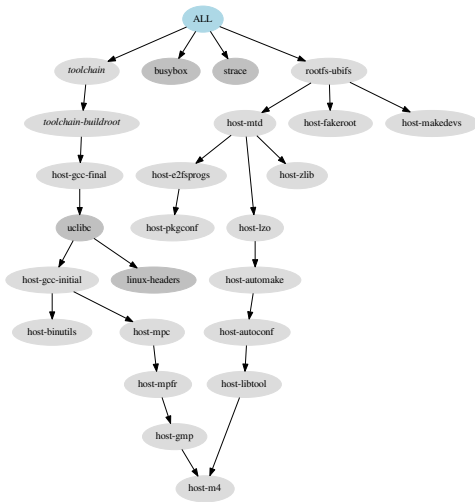 ALL
toolchain
busybox
strace
rootfs-ubifs
toolchain-buildroot
host-mtd
host-fakeroot
host-makedevs
host-gcc-final
host-e2fsprogs
host-zlib
uclibc
host-pkgconf
host-lzo
host-gcc-initial
linux-headers
host-automake
host-binutils
host-mpc
host-autoconf
host-mpfr
host-libtool
host-gmp
host-m4